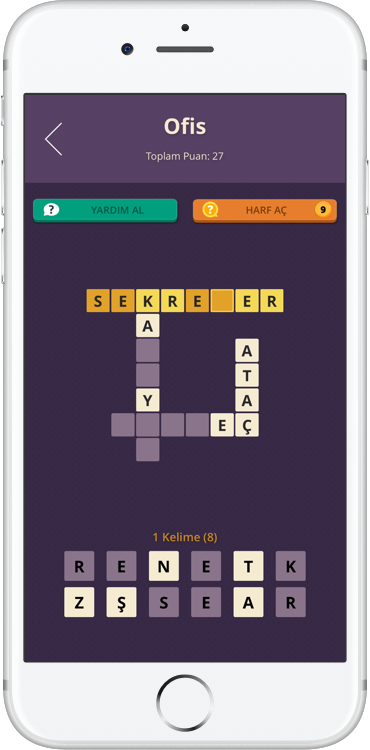 Ofis
Toplam Puan: 27
YARDIM AL
HARF AÇ 9
S E K R E E R
A
A
T
Y A
E Ç
1 Kelime (8)
R E N E T K
Z Ş S E A R